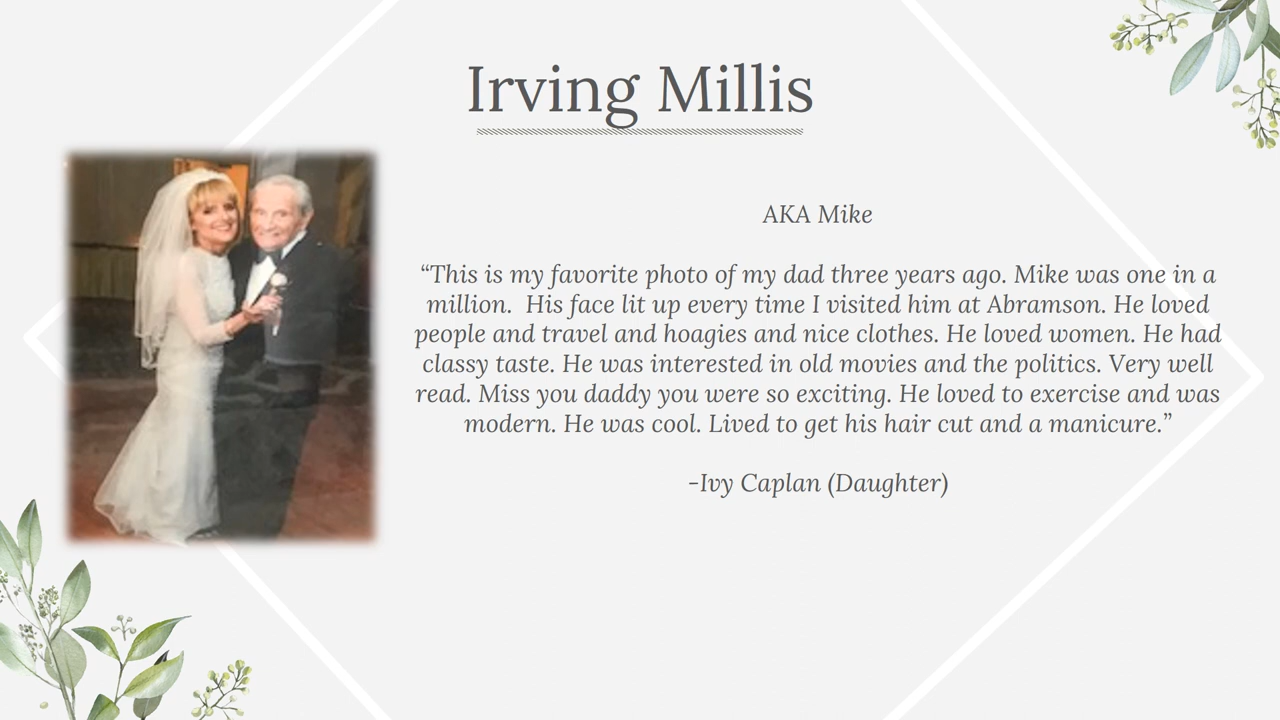 Irving Millis
AKA Mike
“This is my favorite photo of my dad three years ago. Mike was one in a
million.  His face lit up every time I visited him at Abramson. He loved
people and travel and hoagies and nice clothes. He loved women. He had
classy taste. He was interested in old movies and the politics. Very well
read. Miss you daddy you were so exciting. He loved to exercise and was
modern. He was cool. Lived to get his hair cut and a manicure.”
-Ivy Caplan (Daughter)